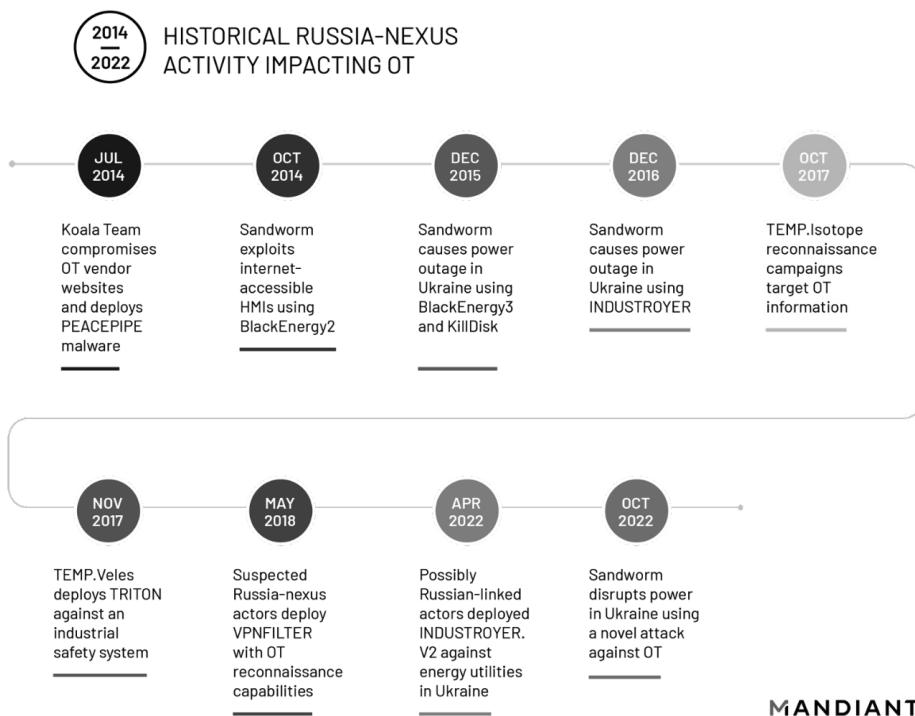 2014
2022
HISTORICAL RUSSIA-NEXUS
ACTIVITY IMPACTING OT
JUL
2014
Koala Team
compromises
OT vendor
websites
and deploys
PEACEPIPE
malware
OCT
2014
Sandworm
exploits
internet-
accessible
HMIs using
BlackEnergy2
DEC
2015
Sandworm
causes power
outage in
Ukraine using
BlackEnergy3
and KillDisk
DEC
2016
Sandworm
causes power
outage in
Ukraine using
INDUSTROYER
OCT
2017
TEMP.Isotope
reconnaissance
campaigns
target OT
information
NOV
2017
TEMP.Veles
deploys TRITON
against an
industrial
safety system
MAY
2018
Suspected
Russia-nexus
actors deploy
VPNFILTER
with OT
reconnaissance
capabilities
APR
2022
Possibly
Russian-linked
actors deployed
INDUSTROYER.
V2 against
energy utilities
in Ukraine
OCT
2022
Sandworm
disrupts power
in Ukraine using
a novel attack
against OT
MANDIANT